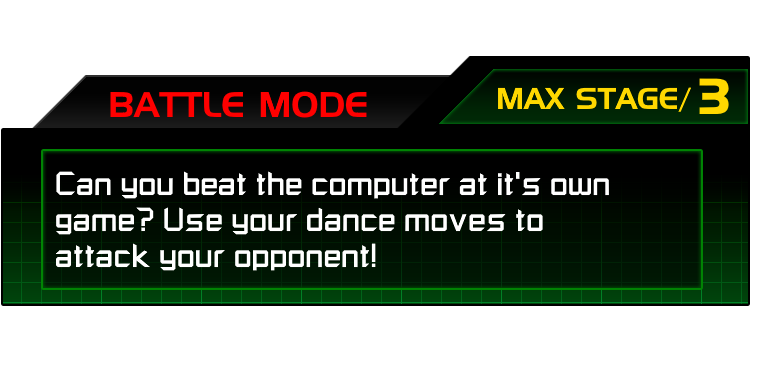 BATTLE MODE
MAX STAGE/3
Can you beat the computer at it's own
game? Use your dance moves to
attack your opponent!